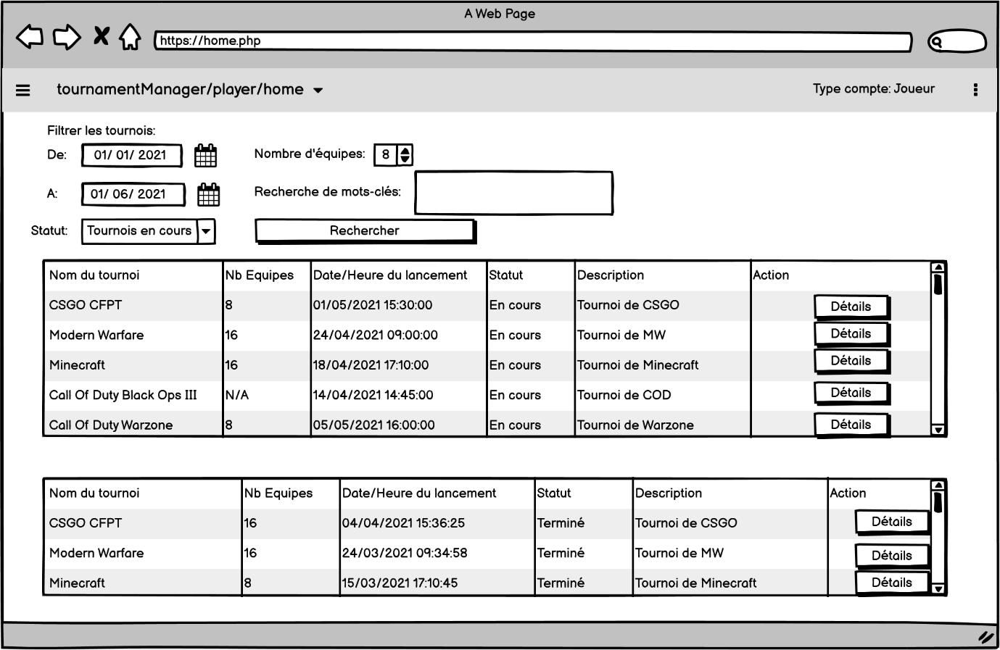 A Web Page
https://home.php
tournamentManager/player/home Type compte: Joueur
Filtrer les tournois:
De: 01/ 01/ 2021 Nombre d'équipes: 8
A: 01/ 06/ 2021 Recherche de mots-clés:
Statut: Tournois en cours Rechercher
Nom du tournoi Nb Equipes Date/Heure du lancement Statut Description Action
CSGO CFPT 8 01/05/2021 15:30:00 En cours Tournoi de CSGO Détails
Modern Warfare 16 24/04/2021 09:00:00 En cours Tournoi de MW Détails
Minecraft 16 18/04/2021 17:10:00 En cours Tournoi de Minecraft Détails
Call Of Duty Black Ops III N/A 14/04/2021 14:45:00 En cours Tournoi de COD Détails
Call Of Duty Warzone 8 05/05/2021 16:00:00 En cours Tournoi de Warzone Détails
Nom du tournoi Nb Equipes Date/Heure du lancement Statut Description Action
CSGO CFPT 16 04/04/2021 15:36:25 Terminé Tournoi de CSGO Détails
Modern Warfare 16 24/03/2021 09:34:58 Terminé Tournoi de MW Détails
Minecraft 8 15/03/2021 17:10:45 Terminé Tournoi de Minecraft Détails